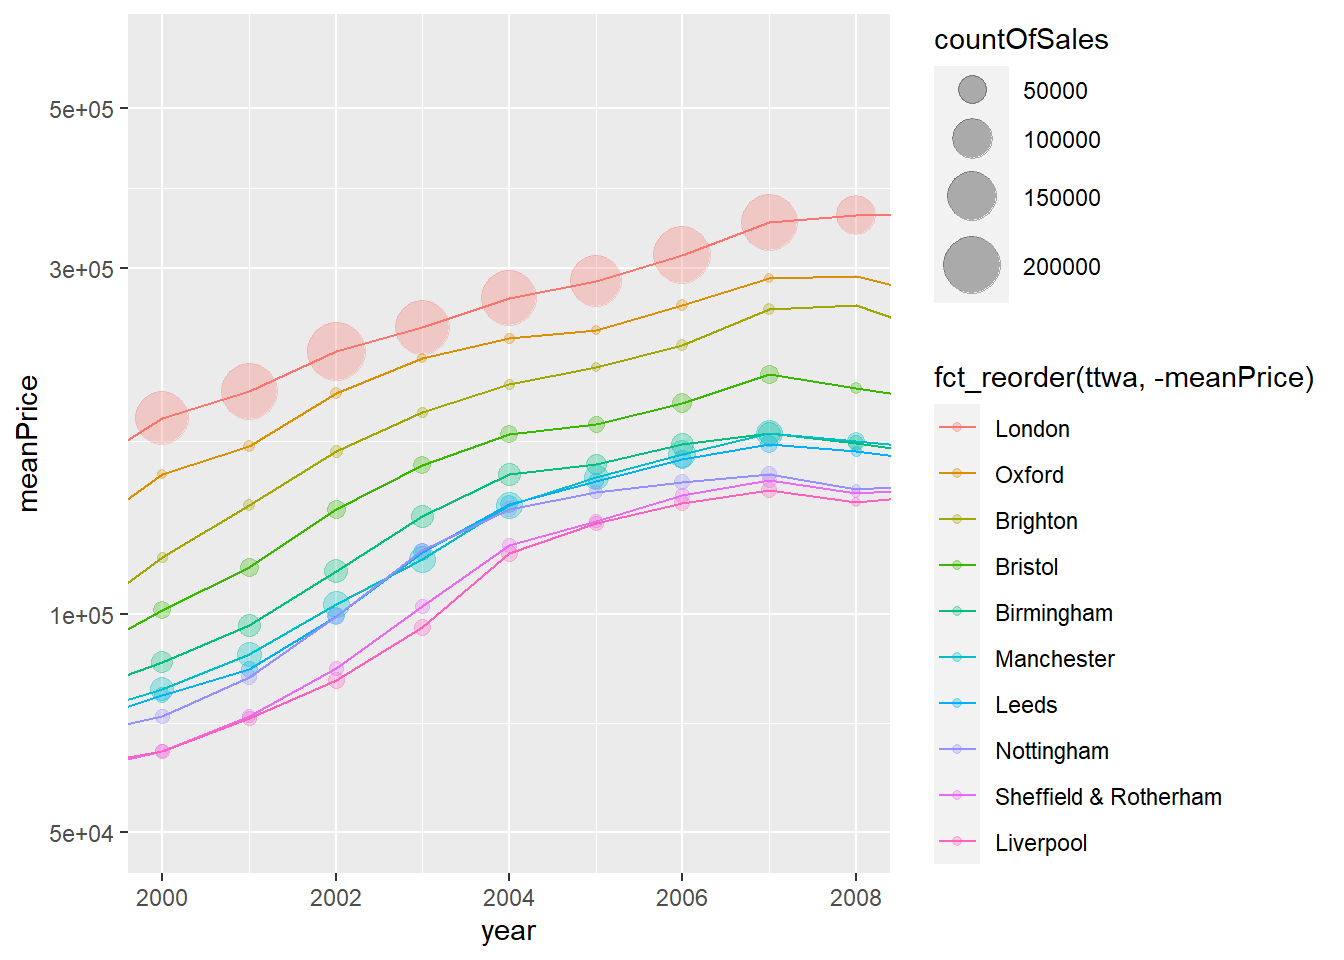 meanPrice
5e+05
3e+05
1e+05
5e+04
2000
2002
2004
2006
2008
year
countOfSales
50000
100000
150000
200000
fct_reorder(ttwa, -meanPrice)
London
Oxford
Brighton
Bristol
Birmingham
Manchester
Leeds
Nottingham
Sheffield & Rotherham
Liverpool